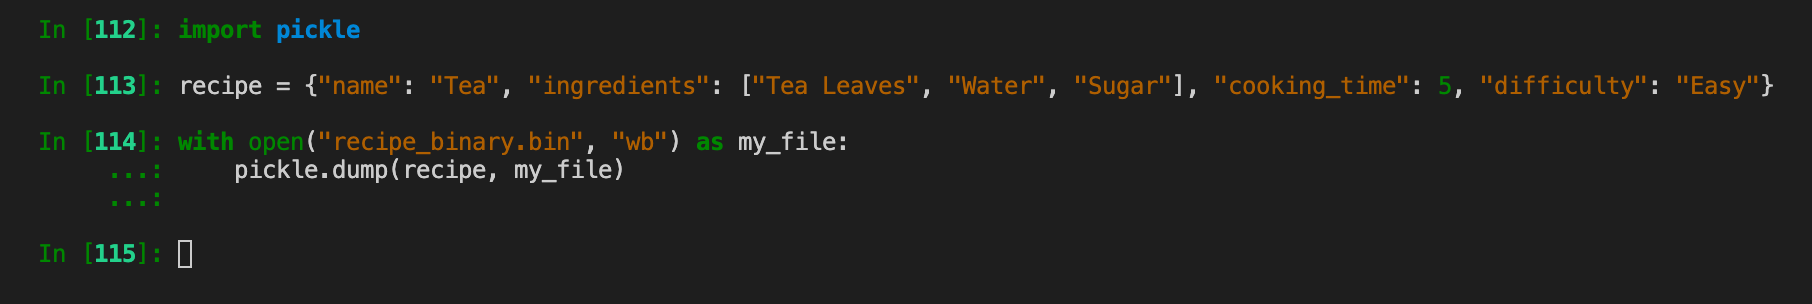 In [112]: import pickle
In [113]: recipe = {"name": "Tea", "ingredients": ["Tea Leaves", "Water", "Sugar"], "cooking_time": 5, "difficulty": "Easy"}
In [114]: with open("recipe_binary.bin", "wb") as my_file:
...:     pickle.dump(recipe, my_file)
...:
In [115]: